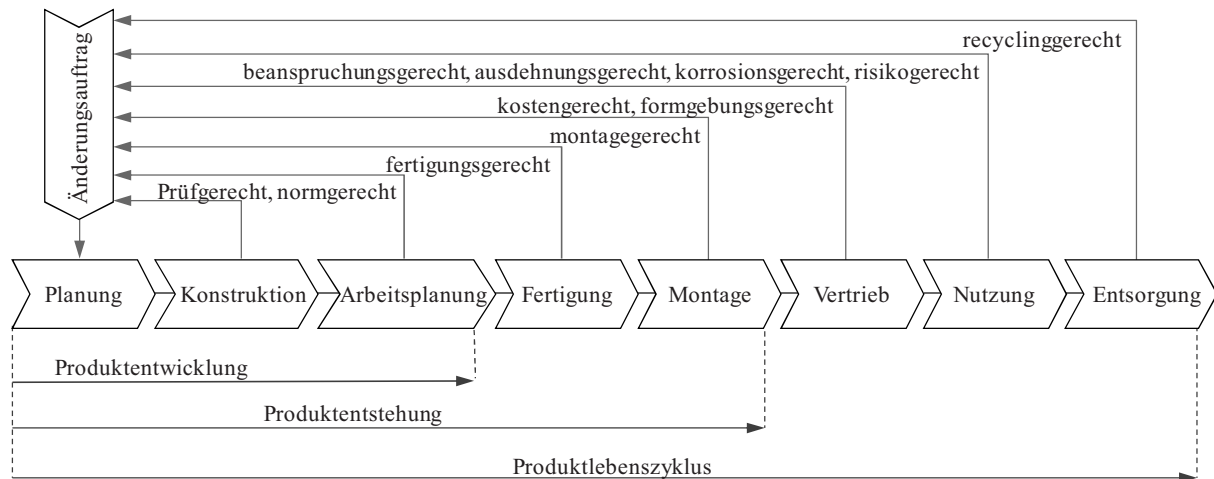 Änderungsauftrag
recyclinggerecht
beanspruchungsgerecht, ausdehnungsgerecht, korrosionsgerecht, risikogerecht
kostengerecht, formgebungsgerecht
montagegerecht
fertigungsgerecht
Prüfgerecht, normgerecht
Planung
Konstruktion
Arbeitsplanung
Fertigung
Montage
Vertrieb
Nutzung
Entsorgung
Produktentwicklung
Produktentstehung
Produktlebenszyklus